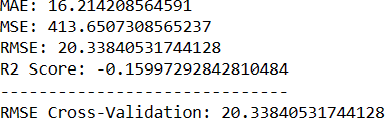 MAE: 16.214208564591
MSE: 413.6507308565237
RMSE: 20.33840531744128
R2 Score: -0.15997292842810484
-----------------------------
RMSE Cross-Validation: 20.33840531744128